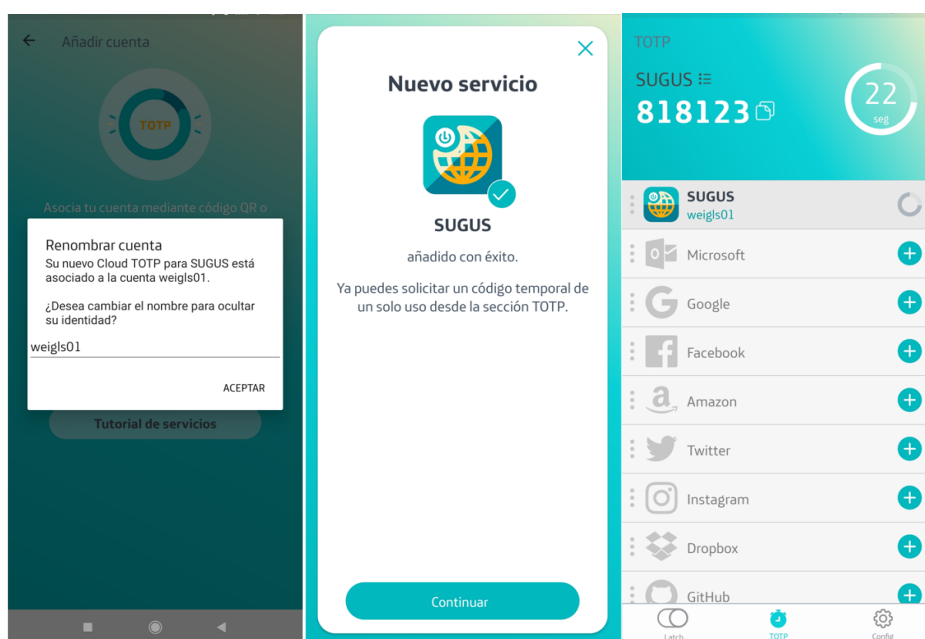 Añadir cuenta
TOTP
Asocia tu cuenta mediante código QR o
Renombrar cuenta
Su nuevo Cloud TOTP para SUGUS está
asociado a la cuenta weigls01.
¿Desea cambiar el nombre para ocultar
su identidad?
weigls01
ACEPTAR
Tutorial de servicios
Nuevo servicio
SUGUS
añadido con éxito.
Ya puedes solicitar un código temporal de
un solo uso desde la sección TOTP.
Continuar
TOTP
SUGUS
818123
22
seg
SUGUS
weigls01
Microsoft
Google
Facebook
Amazon
Twitter
Instagram
Dropbox
GitHub
Latch
TOTP
Config